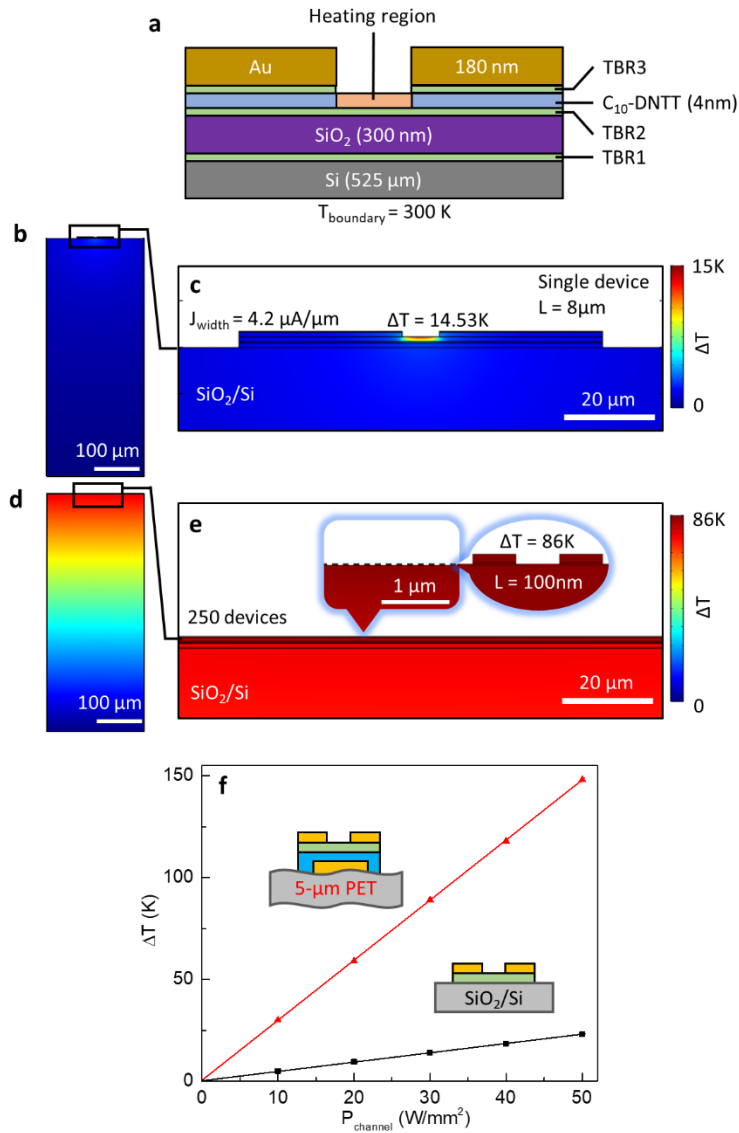 Heating region
a
Au
180 nm
TBR3
C₁₀-DNTT (4nm)
TBR2
SiO₂ (300 nm)
TBR1
Si (525 μm)
T_boundary = 300 K
b
100 μm
c
Single device
L = 8μm
J_width = 4.2 μA/μm
ΔT = 14.53K
SiO₂/Si
20 μm
15K
ΔT
0
d
100 μm
e
ΔT = 86K
L = 100nm
1 μm
250 devices
SiO₂/Si
20 μm
86K
ΔT
0
f
150
100
50
0
ΔT (K)
5-μm PET
SiO₂/Si
0 10 20 30 40 50
P_channel (W/mm²)